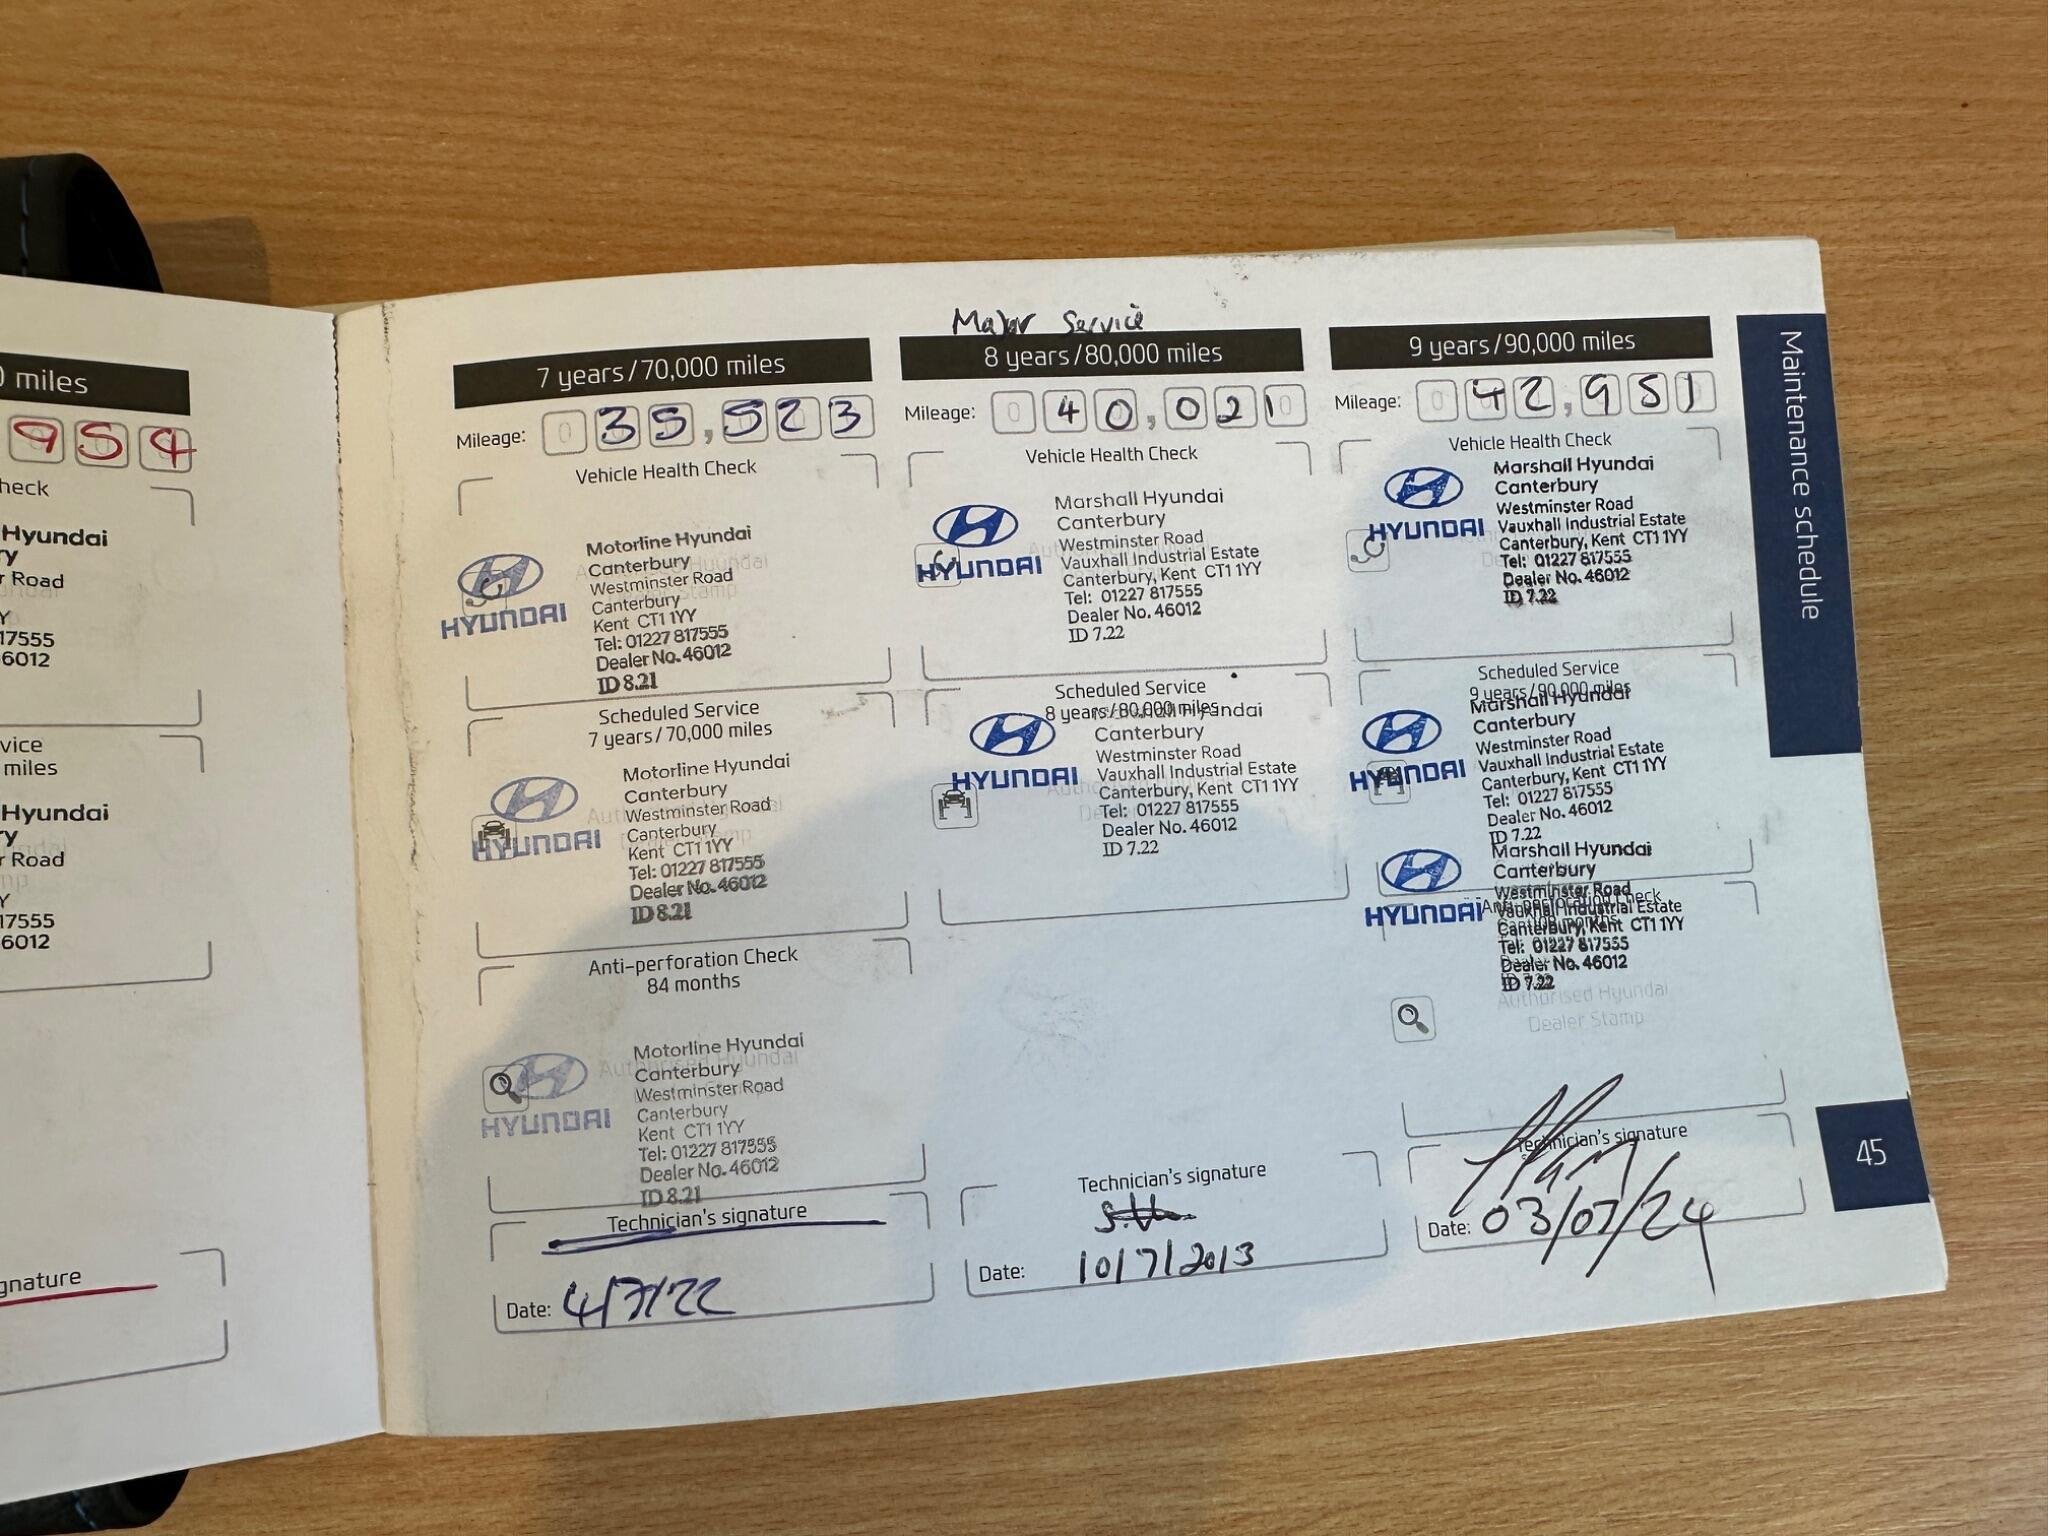 0 miles
954
heck
Hyundai
ry
r Road
Y
17555
6012
vice
miles
Hyundai
ry
r Road
Y
17555
6012
gnature
7 years/70,000 miles
Mileage: 0 35,523
Vehicle Health Check
HYUNDAI
Motorline Hyundai
Canterbury
Westminster Road
Canterbury
Kent CT1 1YY
Tel: 01227 817555
Dealer No. 46012
ID 8.21
Scheduled Service
7 years/70,000 miles
HYUNDAI
Motorline Hyundai
Canterbury
Westminster Road
Canterbury
Kent CT1 1YY
Tel: 01227 817555
Dealer No. 46012
ID 8.21
Anti-perforation Check
84 months
Authorised Hyundai
HYUNDAI
Motorline Hyundai
Canterbury
Westminster Road
Canterbury
Kent CT1 1YY
Tel: 01227 817555
Dealer No. 46012
ID 8.21
Technician's signature
Date: 4/7/22
Major Service
8 years/80,000 miles
Mileage: 0 40,021
Vehicle Health Check
HYUNDAI
Marshall Hyundai
Canterbury
Westminster Road
Vauxhall Industrial Estate
Canterbury, Kent CT1 1YY
Tel: 01227 817555
Dealer No. 46012
ID 7.22
Scheduled Service
8 years/80,000 miles
HYUNDAI
Marshall Hyundai
Canterbury
Westminster Road
Vauxhall Industrial Estate
Canterbury, Kent CT1 1YY
Tel: 01227 817555
Dealer No. 46012
ID 7.22
Technician's signature
Date: 10/7/2013
9 years/90,000 miles
Mileage: 0 42,951
Vehicle Health Check
HYUNDAI
Marshall Hyundai
Canterbury
Westminster Road
Vauxhall Industrial Estate
Canterbury, Kent CT1 1YY
Tel: 01227 817555
Dealer No. 46012
ID 7.22
Scheduled Service
9 years/90,000 miles
HYUNDAI
Marshall Hyundai
Canterbury
Westminster Road
Vauxhall Industrial Estate
Canterbury, Kent CT1 1YY
Tel: 01227 817555
Dealer No. 46012
ID 7.22
HYUNDAI
Marshall Hyundai
Canterbury
Westminster Road
Vauxhall Industrial Estate
Canterbury, Kent CT1 1YY
Tel: 01227 817555
Dealer No. 46012
ID 7.22
Authorised Hyundai
Dealer Stamp
Technician's signature
Date: 03/07/24
Maintenance schedule
45